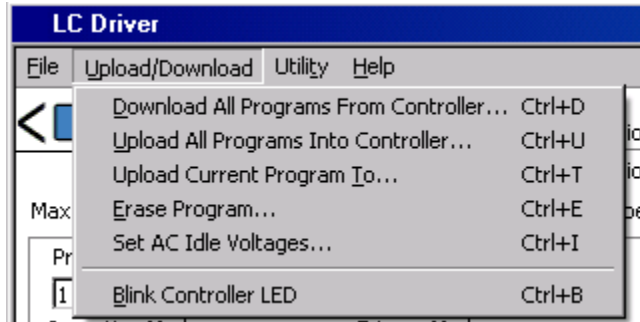 LC Driver
File Upload/Download Utility Help
Download All Programs From Controller... Ctrl+D
Upload All Programs Into Controller... Ctrl+U
Upload Current Program To... Ctrl+T
Max Erase Program... Ctrl+E
Set AC Idle Voltages... Ctrl+I
Pr
1 Blink Controller LED Ctrl+B